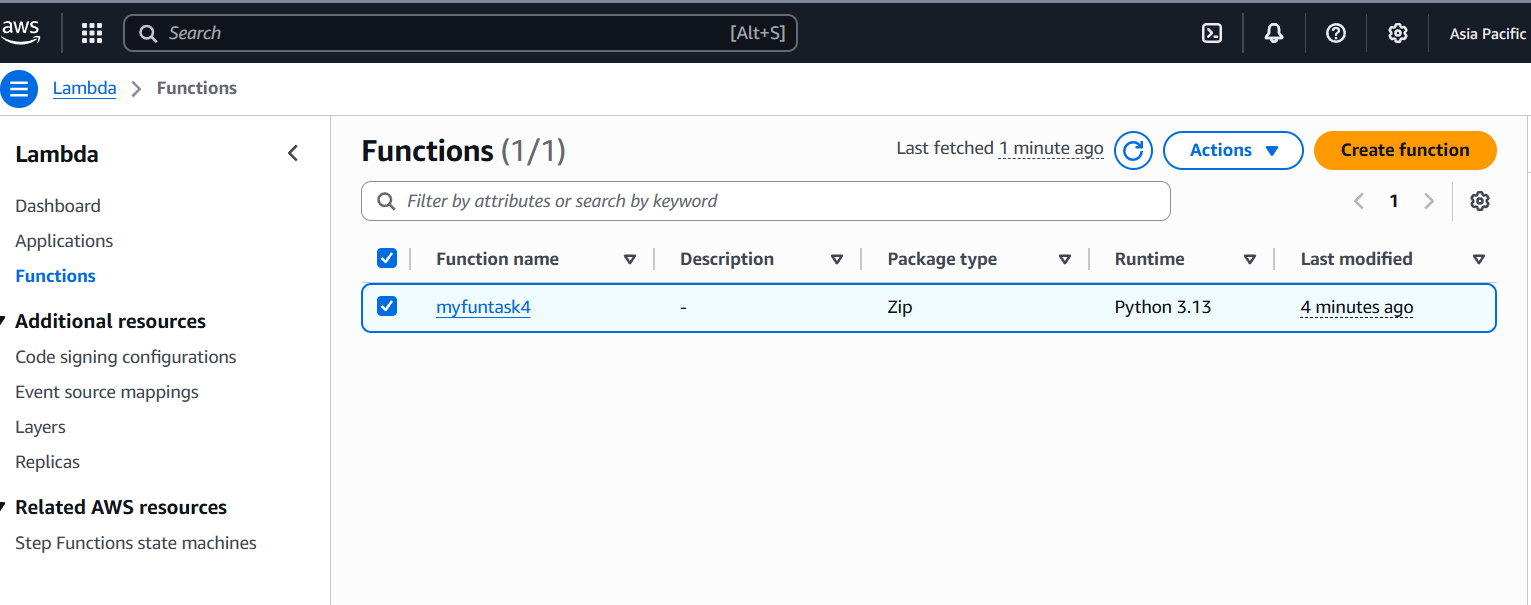 aws Search [Alt+S] Asia Pacific
Lambda Functions
Lambda
Dashboard
Applications
Functions
Additional resources
Code signing configurations
Event source mappings
Layers
Replicas
Related AWS resources
Step Functions state machines
Functions (1/1) Last fetched 1 minute ago Actions Create function
Filter by attributes or search by keyword 1
Function name Description Package type Runtime Last modified
myfuntask4 - Zip Python 3.13 4 minutes ago